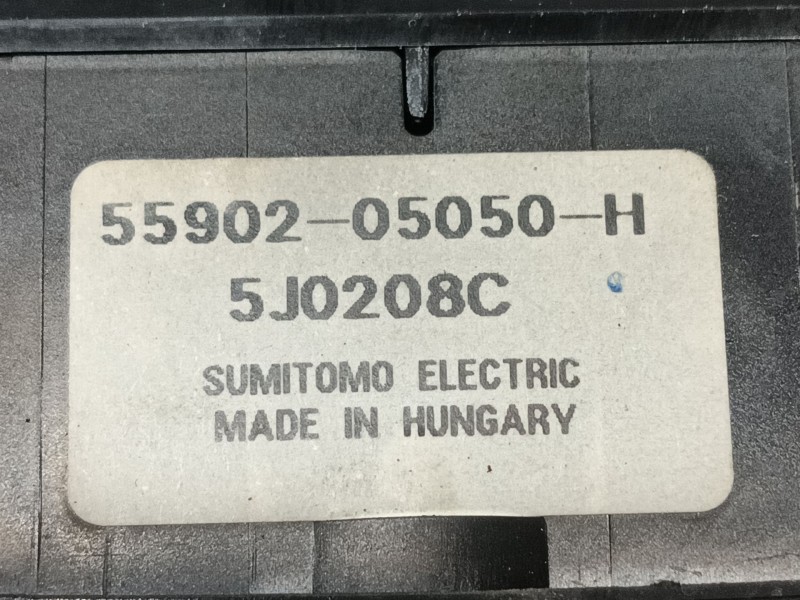 55902-05050-H
5J0208C
SUMITOMO ELECTRIC
MADE IN HUNGARY